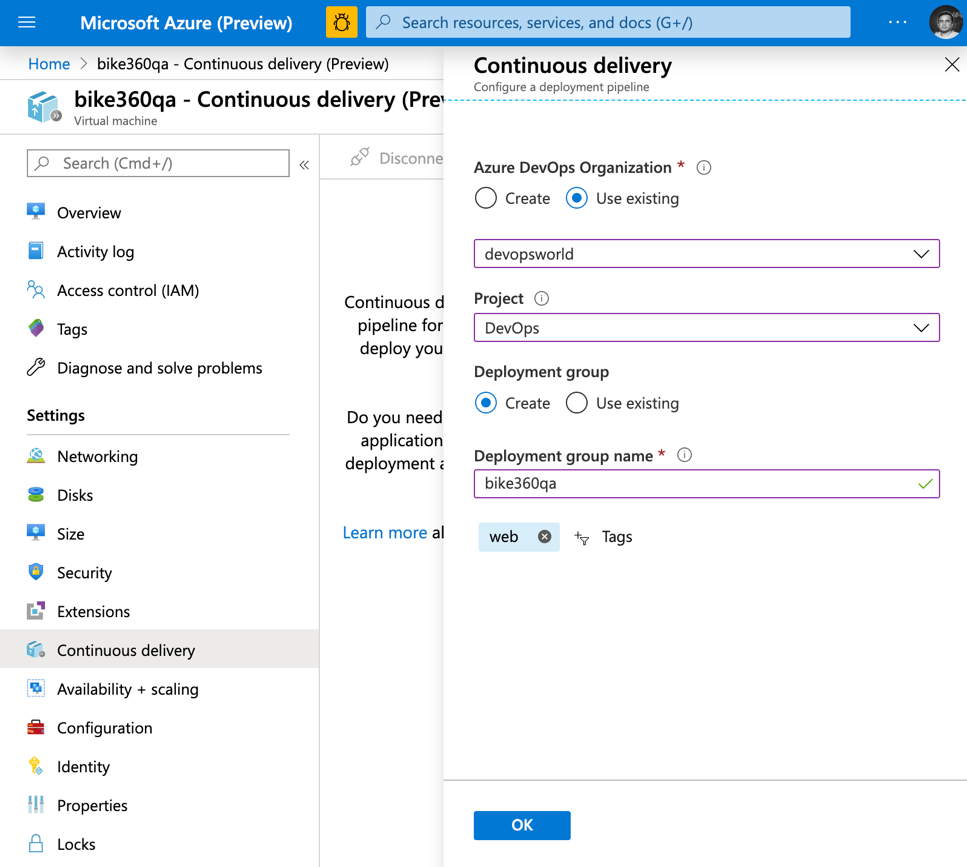 Microsoft Azure (Preview)
Search resources, services, and docs (G+/)
Home > bike360qa - Continuous delivery (Preview)
bike360qa - Continuous delivery (Prev
Virtual machine
Search (Cmd+/)
Overview
Activity log
Access control (IAM)
Tags
Diagnose and solve problems
Settings
Networking
Disks
Size
Security
Extensions
Continuous delivery
Availability + scaling
Configuration
Identity
Properties
Locks
Disconne
Continuous d
pipeline for
deploy you
Do you need
application
deployment a
Learn more al
Continuous delivery
Configure a deployment pipeline
Azure DevOps Organization *
Create
Use existing
devopsworld
Project
DevOps
Deployment group
Create
Use existing
Deployment group name *
bike360qa
web
Tags
OK